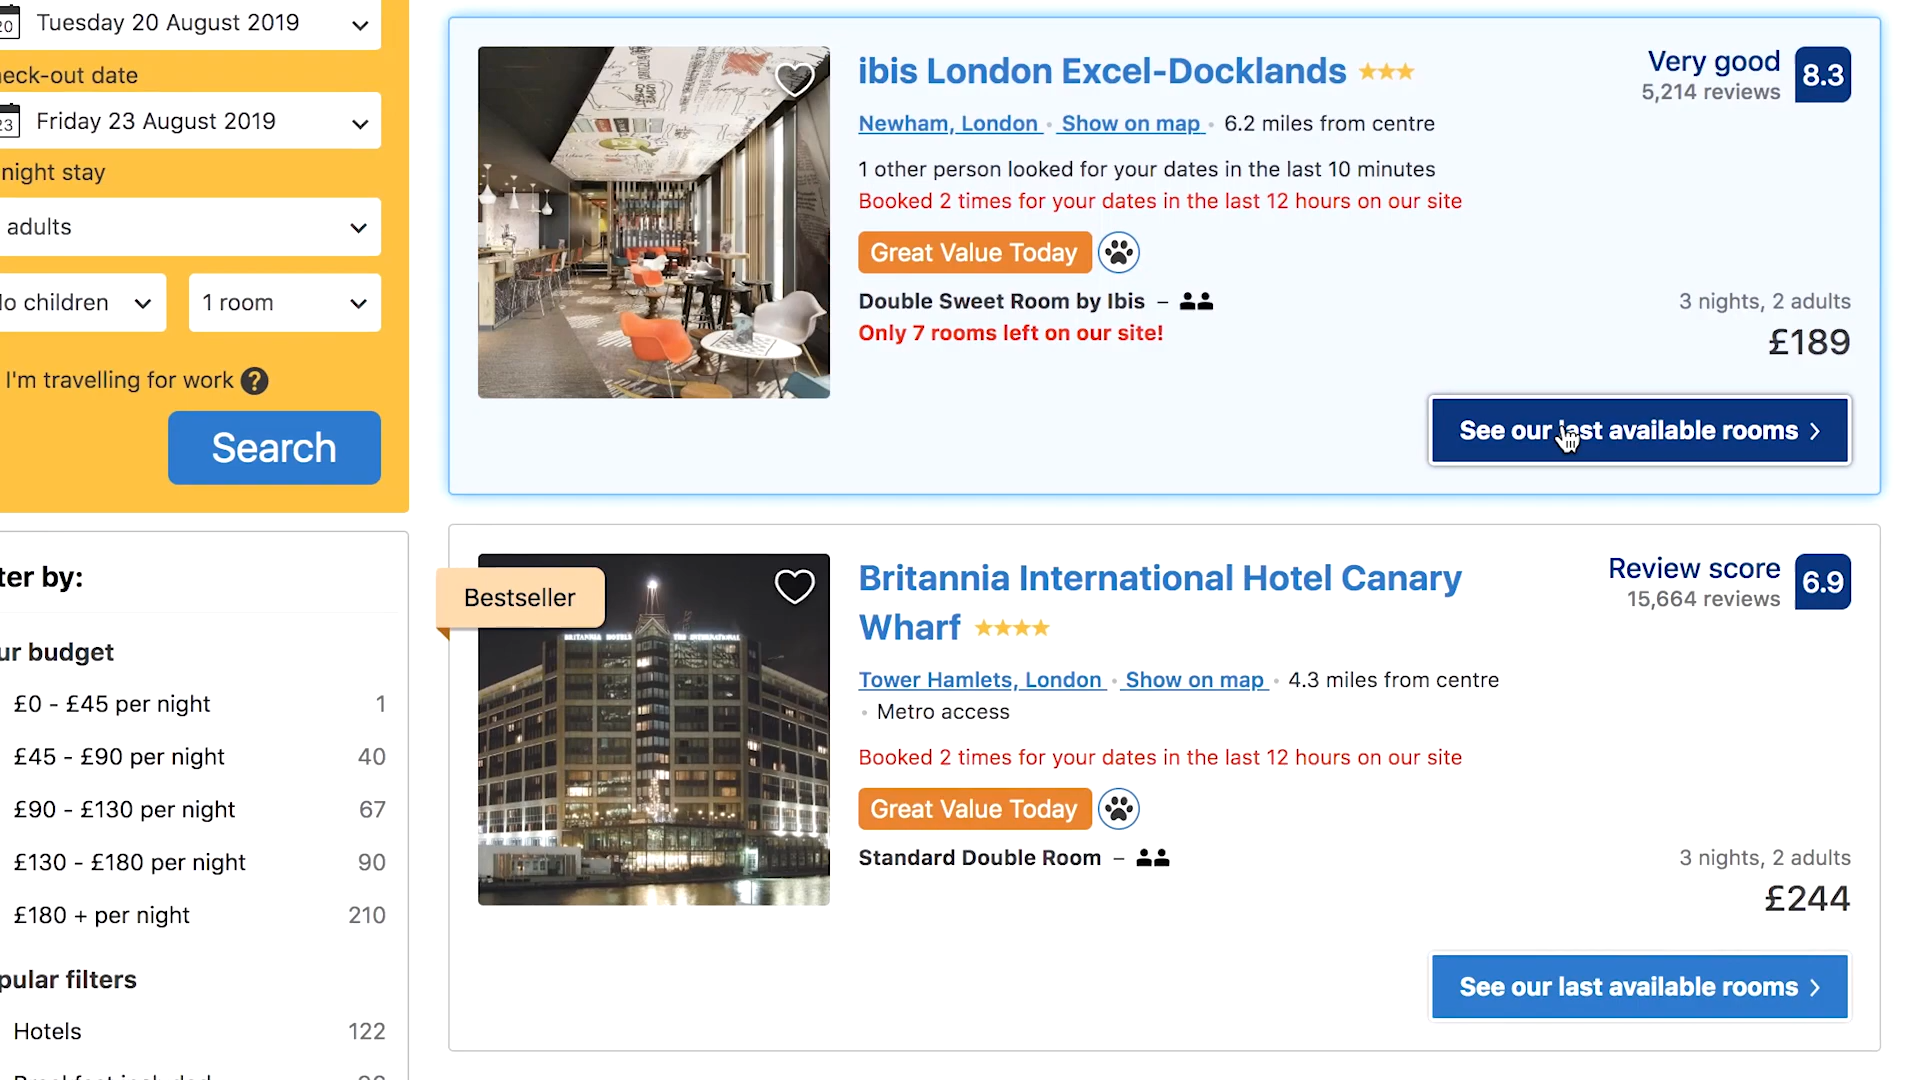 20 Tuesday 20 August 2019
eck-out date
23 Friday 23 August 2019
night stay
adults
lo children
1 room
I'm travelling for work ?
Search
ter by:
ur budget
£0 - £45 per night 1
£45 - £90 per night 40
£90 - £130 per night 67
£130 - £180 per night 90
£180 + per night 210
pular filters
Hotels 122
ibis London Excel-Docklands
Very good
5,214 reviews
8.3
Newham, London • Show on map • 6.2 miles from centre
1 other person looked for your dates in the last 10 minutes
Booked 2 times for your dates in the last 12 hours on our site
Great Value Today
Double Sweet Room by Ibis –
Only 7 rooms left on our site!
3 nights, 2 adults
£189
See our last available rooms
Bestseller
BRITANNIA HOTELS THE INTERNATIONAL
Britannia International Hotel Canary
Wharf
Review score
15,664 reviews
6.9
Tower Hamlets, London • Show on map • 4.3 miles from centre
• Metro access
Booked 2 times for your dates in the last 12 hours on our site
Great Value Today
Standard Double Room –
3 nights, 2 adults
£244
See our last available rooms